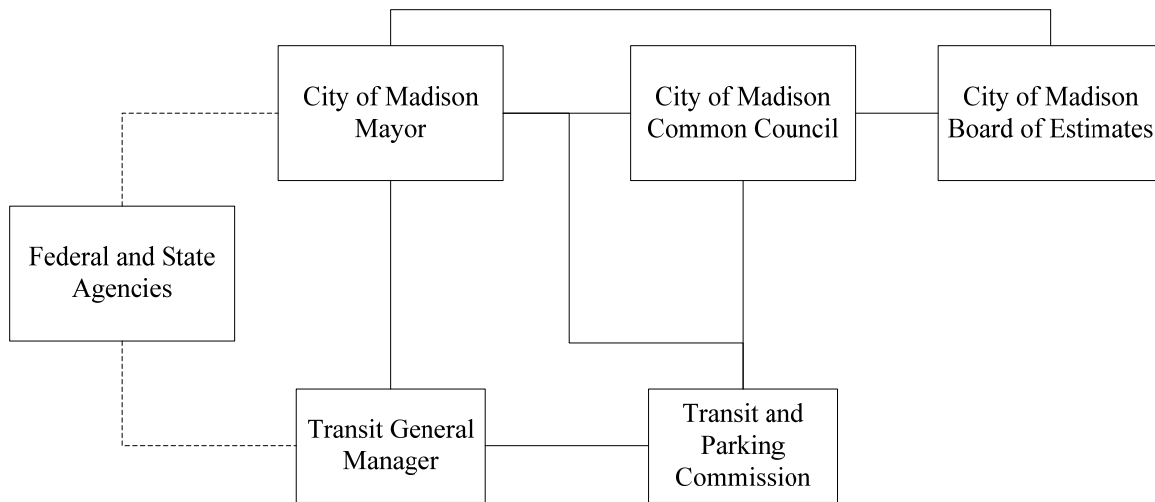 City of Madison
Mayor
City of Madison
Common Council
City of Madison
Board of Estimates
Federal and State
Agencies
Transit General
Manager
Transit and
Parking
Commission